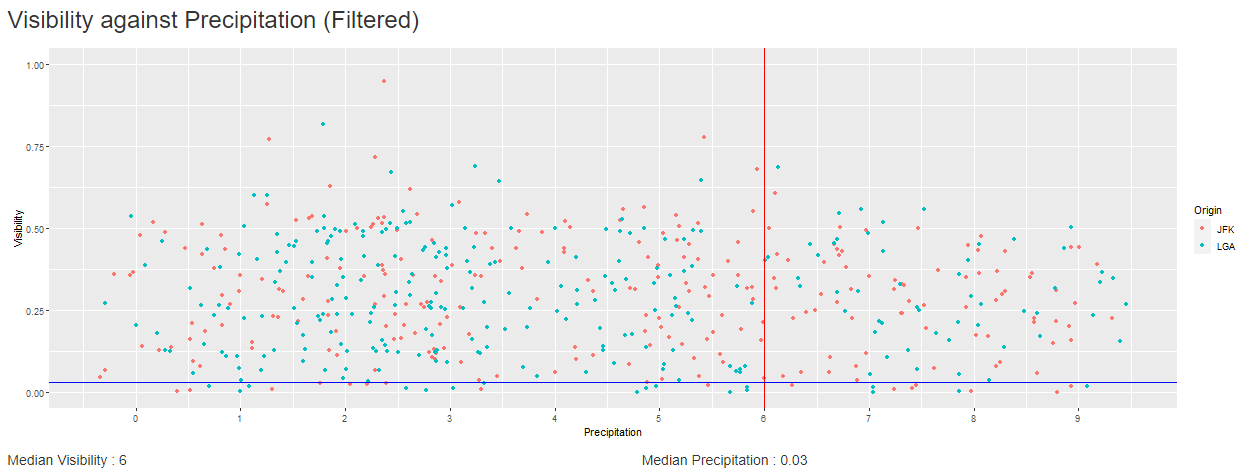 Visibility against Precipitation (Filtered)
1.00
0.75
0.50
0.25
0.00
Visibility
0 1 2 3 4 5 6 7 8 9
Precipitation
Origin
JFK
LGA
Median Visibility : 6
Median Precipitation : 0.03